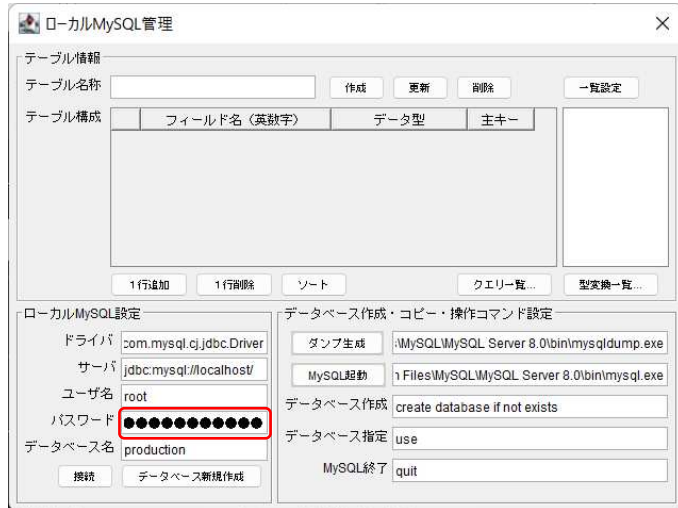 ローカルMySQL管理
テーブル情報
テーブル名称 作成 更新 削除 一覧設定
テーブル構成 フィールド名（英数字） データ型 主キー
1行追加 1行削除 ソート クエリ一覧... 型変換一覧...
ローカルMySQL設定
ドライバ com.mysql.cj.jdbc.Driver
サーバ jdbc:mysql://localhost/
ユーザ名 root
パスワード ●●●●●●●●●●●
データベース名 production
接続 データベース新規作成
データベース作成・コピー・操作コマンド設定
ダンプ生成 \MySQL\MySQL Server 8.0\bin\mysqldump.exe
MySQL起動 Files\MySQL\MySQL Server 8.0\bin\mysql.exe
データベース作成 create database if not exists
データベース指定 use
MySQL終了 quit